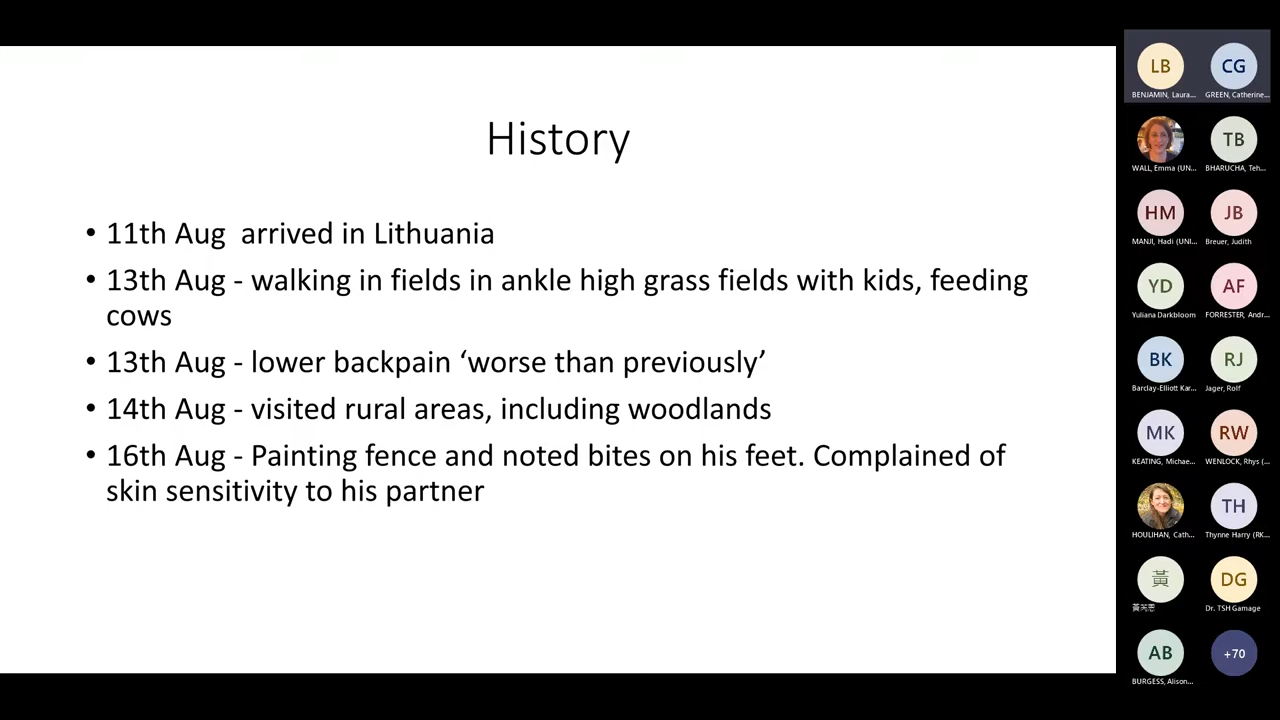 History
• 11th Aug  arrived in Lithuania
• 13th Aug - walking in fields in ankle high grass fields with kids, feeding
cows
• 13th Aug - lower backpain ‘worse than previously’
• 14th Aug - visited rural areas, including woodlands
• 16th Aug - Painting fence and noted bites on his feet. Complained of
skin sensitivity to his partner
LB
CG
BENJAMIN, Laura...
GREEN, Catherine...
TB
WALL, Emma (UN...
BHARUCHA, Teh...
HM
JB
MANJI, Hadi (UNI...
Breuer, Judith
YD
AF
Yuliana Darkbloom
FORRESTER, Andr...
BK
RJ
Barclay-Elliott Kar...
Jager, Rolf
MK
RW
KEATING, Michae...
WENLOCK, Rhys (...
TH
HOULIHAN, Cath...
Thynne Harry (RK...
黃
DG
Dr. TSH Gamage
AB
+70
BURGESS, Alison...